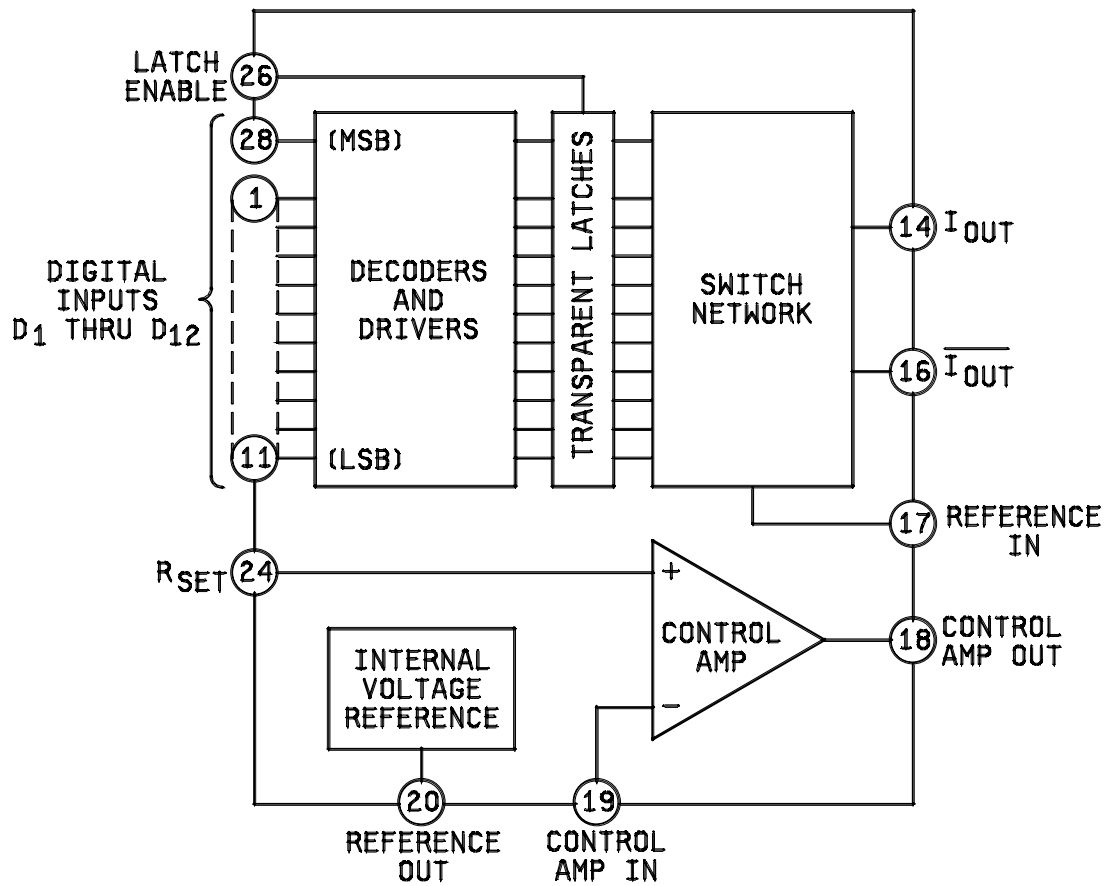 LATCH
ENABLE
26
28
(MSB)
1
DIGITAL
INPUTS
D1 THRU D12
11
(LSB)
DECODERS
AND
DRIVERS
TRANSPARENT LATCHES
SWITCH
NETWORK
14
IOUT
16
IOUT
17
REFERENCE
IN
RSET
24
+
-
CONTROL
AMP
18
CONTROL
AMP OUT
INTERNAL
VOLTAGE
REFERENCE
20
REFERENCE
OUT
19
CONTROL
AMP IN